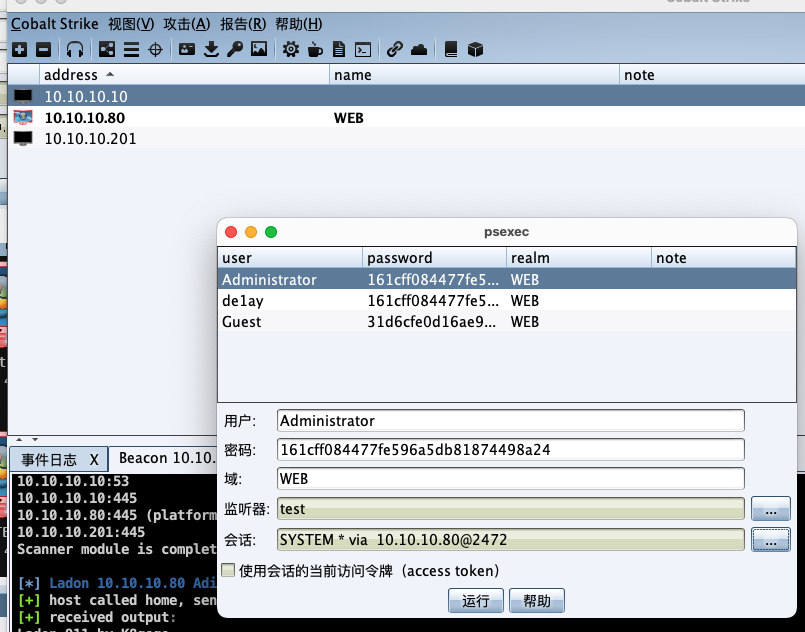 Cobalt Strike
Cobalt Strike 视图(V) 攻击(A) 报告(R) 帮助(H)
address name note
10.10.10.10
10.10.10.80 WEB
10.10.10.201
psexec
user password realm note
Administrator 161cff084477fe5... WEB
de1ay 161cff084477fe5... WEB
Guest 31d6cfe0d16ae9... WEB
用户: Administrator
密码: 161cff084477fe596a5db81874498a24
域: WEB
监听器: test ...
会话: SYSTEM * via 10.10.10.80@2472 ...
使用会话的当前访问令牌（access token）
运行 帮助
事件日志 X Beacon 10.10.
10.10.10.10:53
10.10.10.10:445
10.10.10.80:445 (platform
10.10.10.201:445
Scanner module is complet
[*] Ladon 10.10.10.80 Adi
[+] host called home, sen
[+] received output: